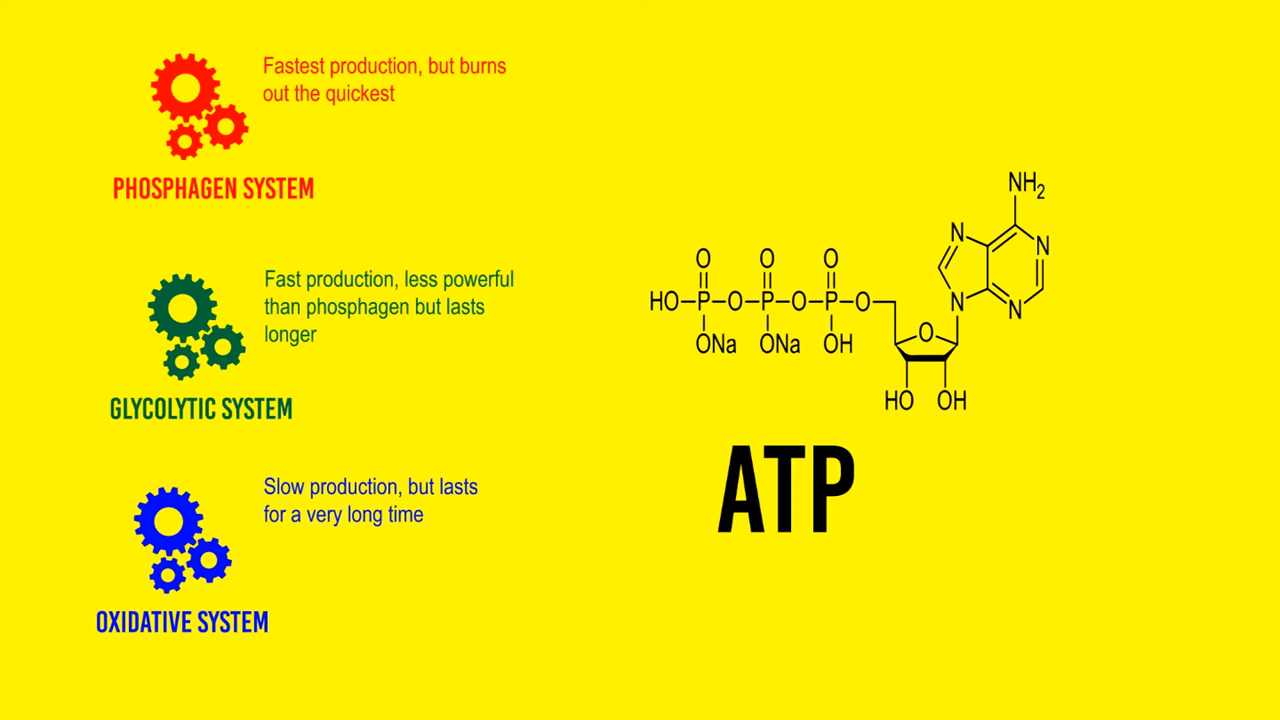 Fastest production, but burns
out the quickest
PHOSPHAGEN SYSTEM
Fast production, less powerful
than phosphagen but lasts
longer
GLYCOLYTIC SYSTEM
Slow production, but lasts
for a very long time
OXIDATIVE SYSTEM
NH2
N N
O O O
HO-P-O-P-O-P-O N N
O
ONa ONa OH
HO OH
ATP